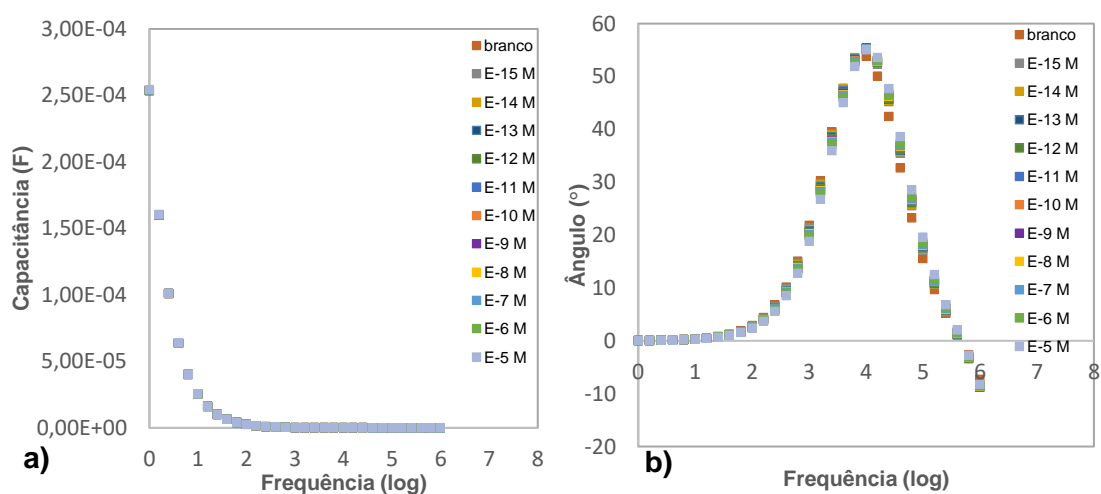 3,00E-04
2,50E-04
2,00E-04
1,50E-04
1,00E-04
5,00E-05
0,00E+00
Capacitância (F)
0 1 2 3 4 5 6 7 8
Frequência (log)
a)
branco
E-15 M
E-14 M
E-13 M
E-12 M
E-11 M
E-10 M
E-9 M
E-8 M
E-7 M
E-6 M
E-5 M
60
50
40
30
20
10
0
-10
-20
Ângulo (°)
0 1 2 3 4 5 6 7 8
Frequência (log)
b)
branco
E-15 M
E-14 M
E-13 M
E-12 M
E-11 M
E-10 M
E-9 M
E-8 M
E-7 M
E-6 M
E-5 M